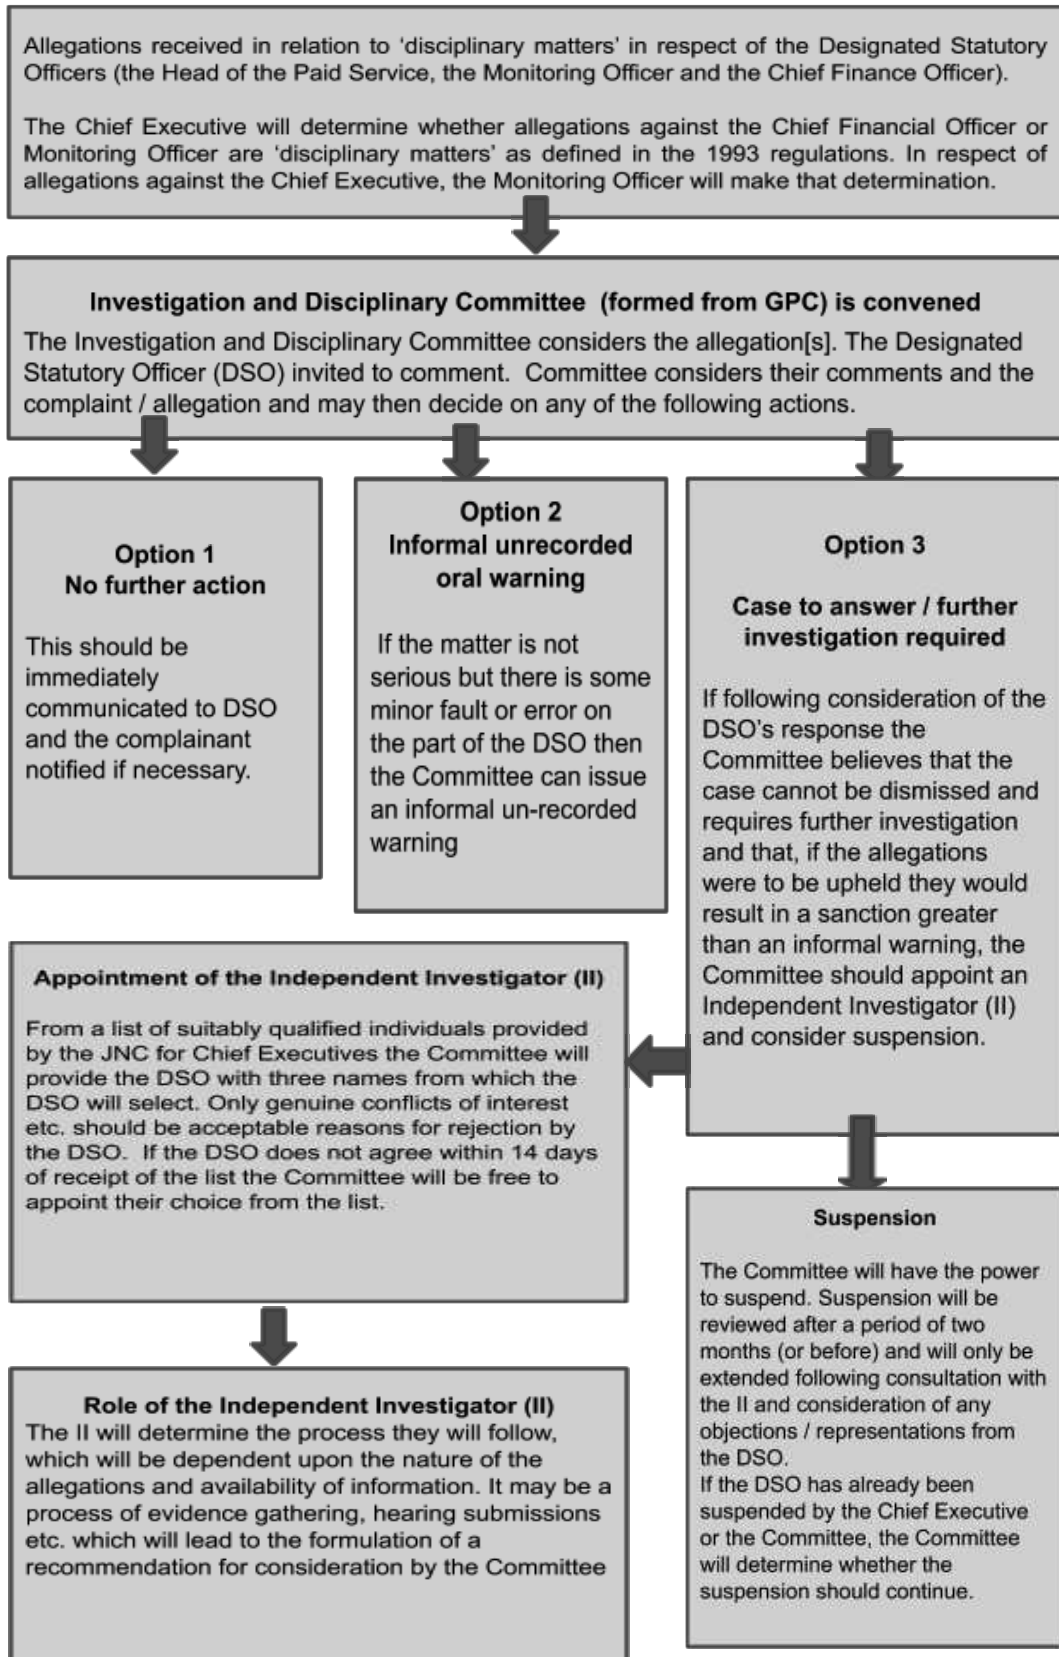 Allegations received in relation to ‘disciplinary matters’ in respect of the Designated Statutory
Officers (the Head of the Paid Service, the Monitoring Officer and the Chief Finance Officer).
The Chief Executive will determine whether allegations against the Chief Financial Officer or
Monitoring Officer are ‘disciplinary matters’ as defined in the 1993 regulations. In respect of
allegations against the Chief Executive, the Monitoring Officer will make that determination.
Investigation and Disciplinary Committee (formed from GPC) is convened
The Investigation and Disciplinary Committee considers the allegation[s]. The Designated
Statutory Officer (DSO) invited to comment. Committee considers their comments and the
complaint / allegation and may then decide on any of the following actions.
Option 1
No further action
This should be
immediately
communicated to DSO
and the complainant
notified if necessary.
Option 2
Informal unrecorded
oral warning
If the matter is not
serious but there is some
minor fault or error on
the part of the DSO then
the Committee can issue
an informal un-recorded
warning
Option 3
Case to answer / further
investigation required
If following consideration of the
DSO’s response the
Committee believes that the
case cannot be dismissed and
requires further investigation
and that, if the allegations
were to be upheld they would
result in a sanction greater
than an informal warning, the
Committee should appoint an
Independent Investigator (II)
and consider suspension.
Appointment of the Independent Investigator (II)
From a list of suitably qualified individuals provided
by the JNC for Chief Executives the Committee will
provide the DSO with three names from which the
DSO will select. Only genuine conflicts of interest
etc. should be acceptable reasons for rejection by
the DSO. If the DSO does not agree within 14 days
of receipt of the list the Committee will be free to
appoint their choice from the list.
Suspension
The Committee will have the power
to suspend. Suspension will be
reviewed after a period of two
months (or before) and will only be
extended following consultation with
the II and consideration of any
objections / representations from
the DSO.
If the DSO has already been
suspended by the Chief Executive
or the Committee, the Committee
will determine whether the
suspension should continue.
Role of the Independent Investigator (II)
The II will determine the process they will follow,
which will be dependent upon the nature of the
allegations and availability of information. It may be a
process of evidence gathering, hearing submissions
etc. which will lead to the formulation of a
recommendation for consideration by the Committee